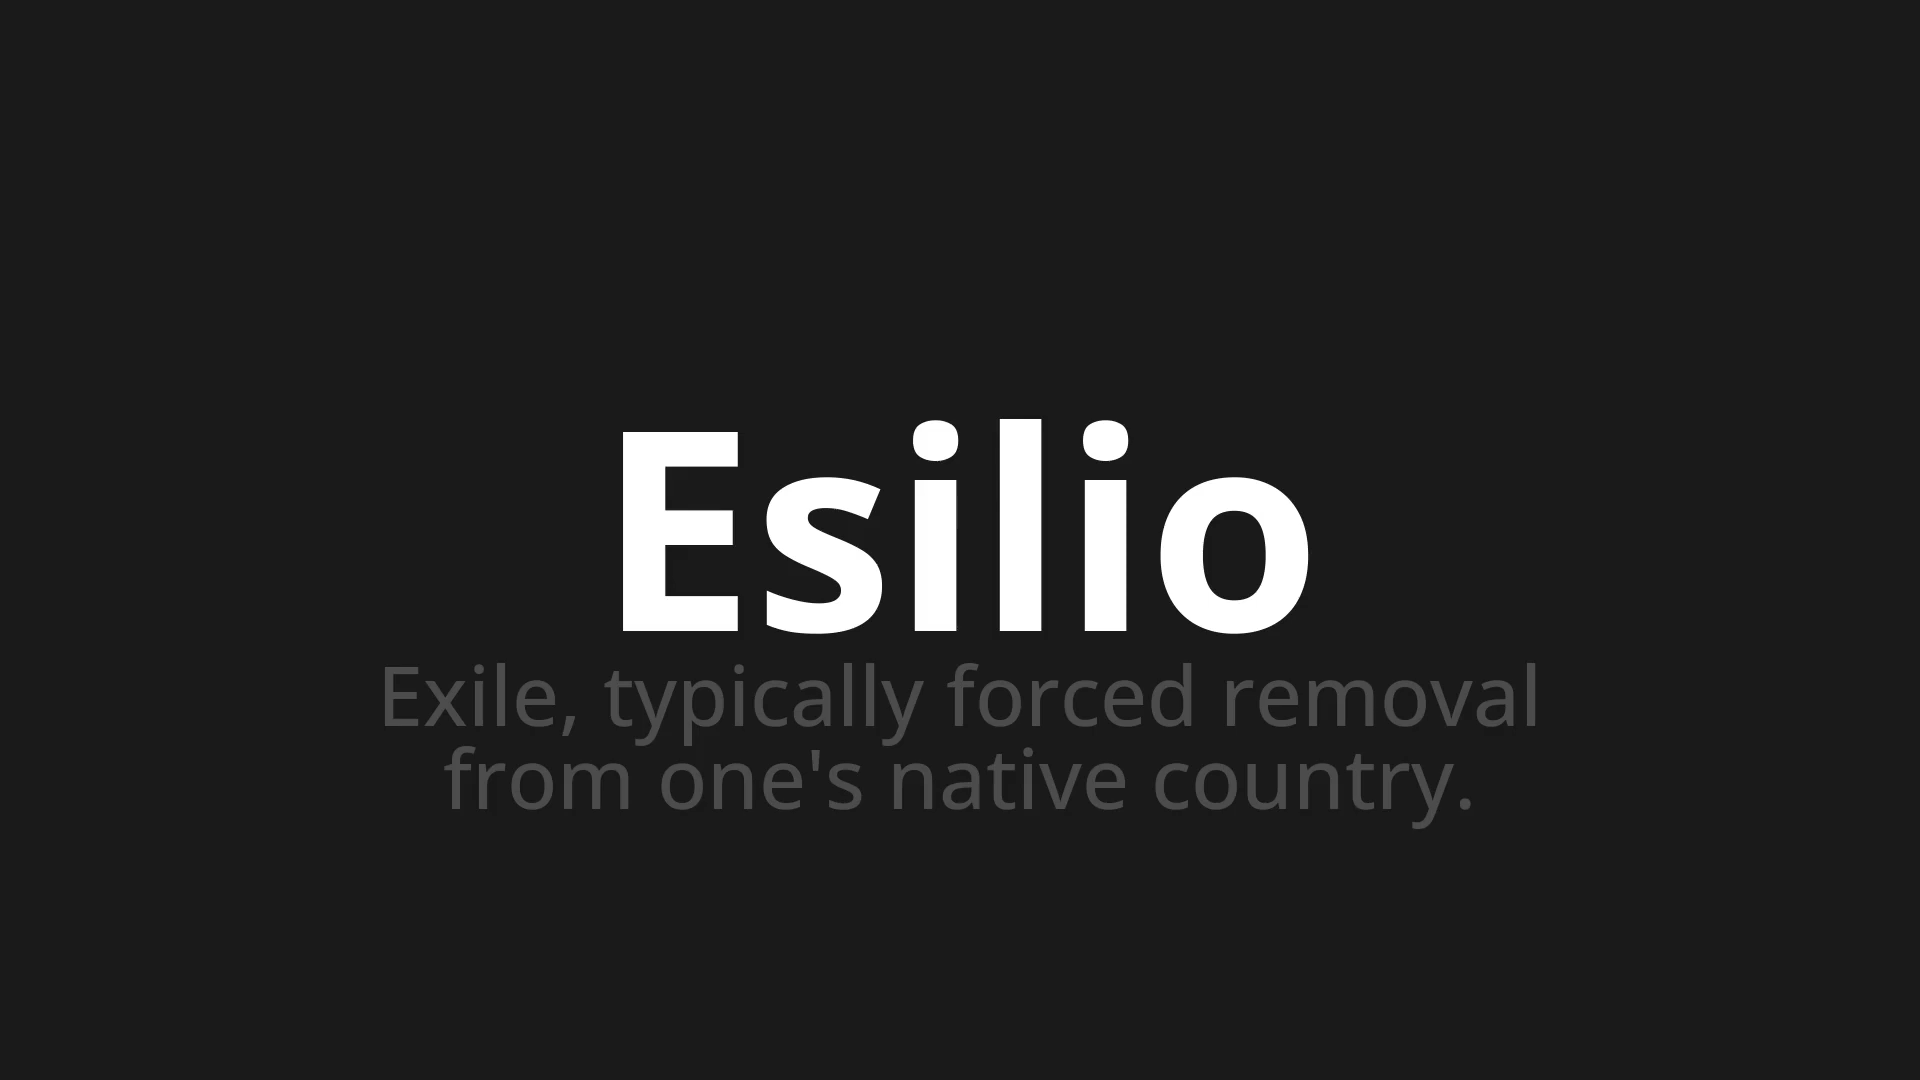 Esilio
Exile, typically forced removal
from one's native country.